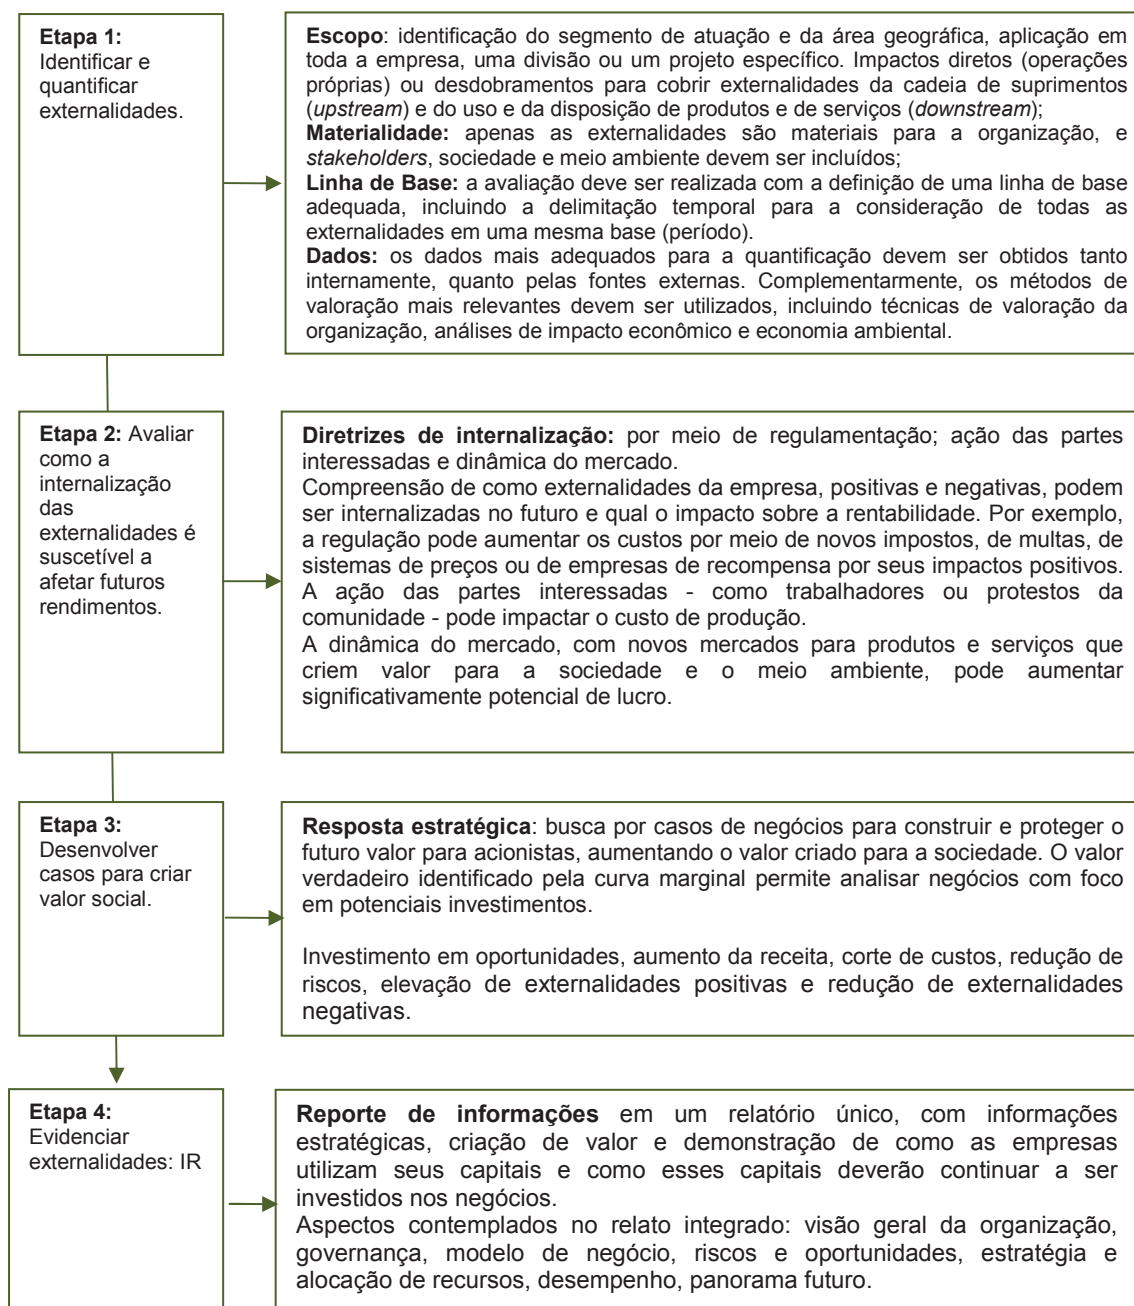 Etapa 1:
Identificar e
quantificar
externalidades.
Escopo: identificação do segmento de atuação e da área geográfica, aplicação em
toda a empresa, uma divisão ou um projeto específico. Impactos diretos (operações
próprias) ou desdobramentos para cobrir externalidades da cadeia de suprimentos
(upstream) e do uso e da disposição de produtos e de serviços (downstream);
Materialidade: apenas as externalidades são materiais para a organização, e
stakeholders, sociedade e meio ambiente devem ser incluídos;
Linha de Base: a avaliação deve ser realizada com a definição de uma linha de base
adequada, incluindo a delimitação temporal para a consideração de todas as
externalidades em uma mesma base (período).
Dados: os dados mais adequados para a quantificação devem ser obtidos tanto
internamente, quanto pelas fontes externas. Complementarmente, os métodos de
valoração mais relevantes devem ser utilizados, incluindo técnicas de valoração da
organização, análises de impacto econômico e economia ambiental.
Etapa 2: Avaliar
como a
internalização
das
externalidades é
suscetível a
afetar futuros
rendimentos.
Diretrizes de internalização: por meio de regulamentação; ação das partes
interessadas e dinâmica do mercado.
Compreensão de como externalidades da empresa, positivas e negativas, podem
ser internalizadas no futuro e qual o impacto sobre a rentabilidade. Por exemplo,
a regulação pode aumentar os custos por meio de novos impostos, de multas, de
sistemas de preços ou de empresas de recompensa por seus impactos positivos.
A ação das partes interessadas - como trabalhadores ou protestos da
comunidade - pode impactar o custo de produção.
A dinâmica do mercado, com novos mercados para produtos e serviços que
criem valor para a sociedade e o meio ambiente, pode aumentar
significativamente potencial de lucro.
Etapa 3:
Desenvolver
casos para criar
valor social.
Resposta estratégica: busca por casos de negócios para construir e proteger o
futuro valor para acionistas, aumentando o valor criado para a sociedade. O valor
verdadeiro identificado pela curva marginal permite analisar negócios com foco
em potenciais investimentos.
Investimento em oportunidades, aumento da receita, corte de custos, redução de
riscos, elevação de externalidades positivas e redução de externalidades
negativas.
Etapa 4:
Evidenciar
externalidades: IR
Reporte de informações em um relatório único, com informações
estratégicas, criação de valor e demonstração de como as empresas
utilizam seus capitais e como esses capitais deverão continuar a ser
investidos nos negócios.
Aspectos contemplados no relato integrado: visão geral da organização,
governança, modelo de negócio, riscos e oportunidades, estratégia e
alocação de recursos, desempenho, panorama futuro.